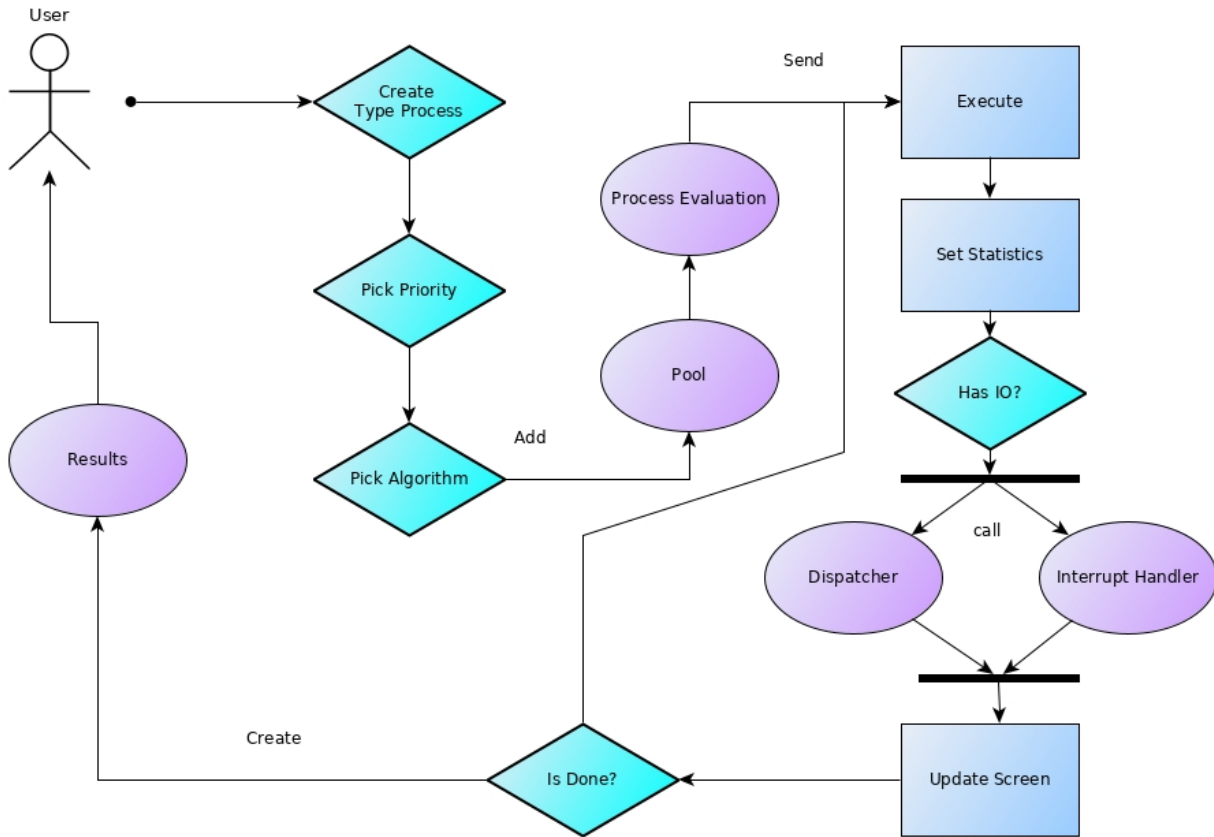 User
Create
Type Process
Pick Priority
Pick Algorithm
Add
Pool
Process Evaluation
Send
Execute
Set Statistics
Has IO?
call
Dispatcher
Interrupt Handler
Update Screen
Is Done?
Create
Results